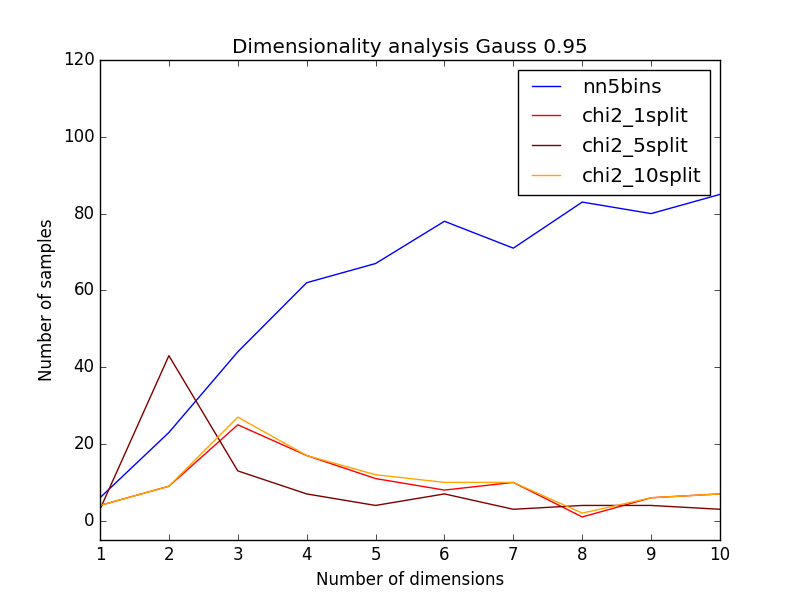 Dimensionality analysis Gauss 0.95
120
100
80
60
40
20
0
Number of samples
nn5bins
chi2_1split
chi2_5split
chi2_10split
1 2 3 4 5 6 7 8 9 10
Number of dimensions